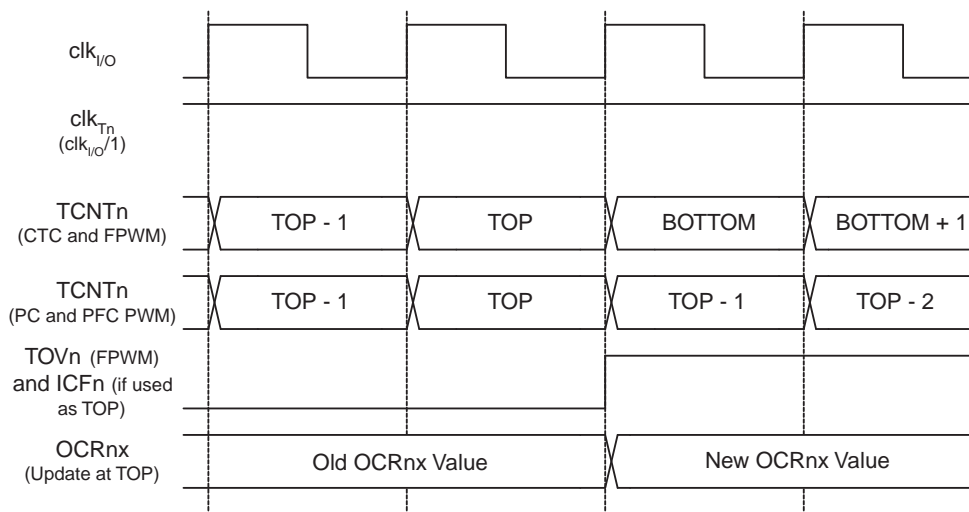 clkI/O
clkTn
(clkI/O/1)
TCNTn
(CTC and FPWM)
TOP - 1
TOP
BOTTOM
BOTTOM + 1
TCNTn
(PC and PFC PWM)
TOP - 1
TOP
TOP - 1
TOP - 2
TOVn (FPWM)
and ICFn (if used
as TOP)
OCRnx
(Update at TOP)
Old OCRnx Value
New OCRnx Value